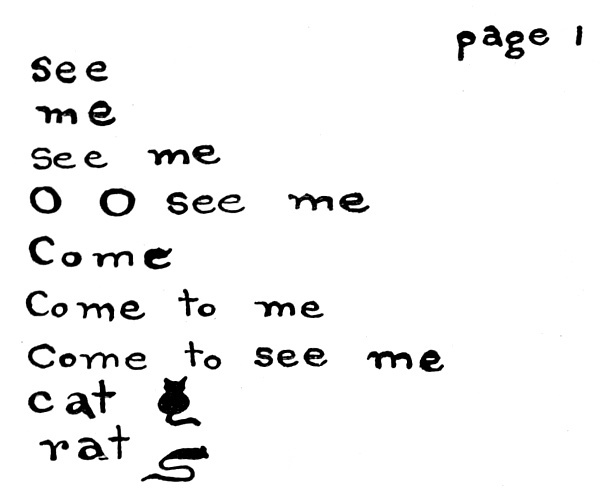 page 1
see
me
see me
O O see me
Come
Come to me
Come to see me
cat
rat